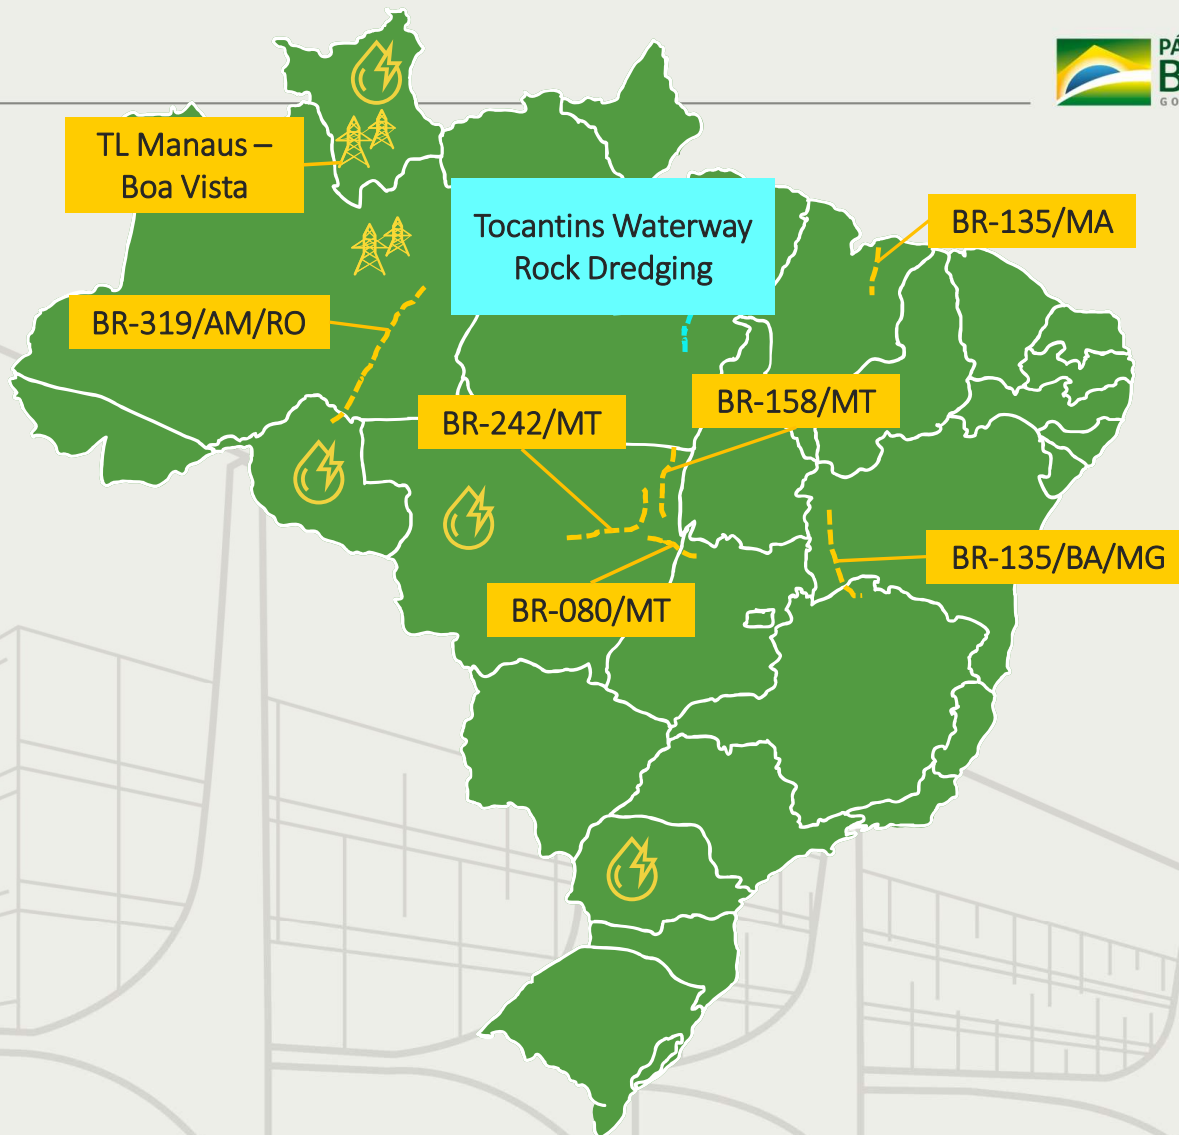 TL Manaus –
Boa Vista
Tocantins Waterway
Rock Dredging
BR-135/MA
BR-319/AM/RO
BR-158/MT
BR-242/MT
BR-135/BA/MG
BR-080/MT